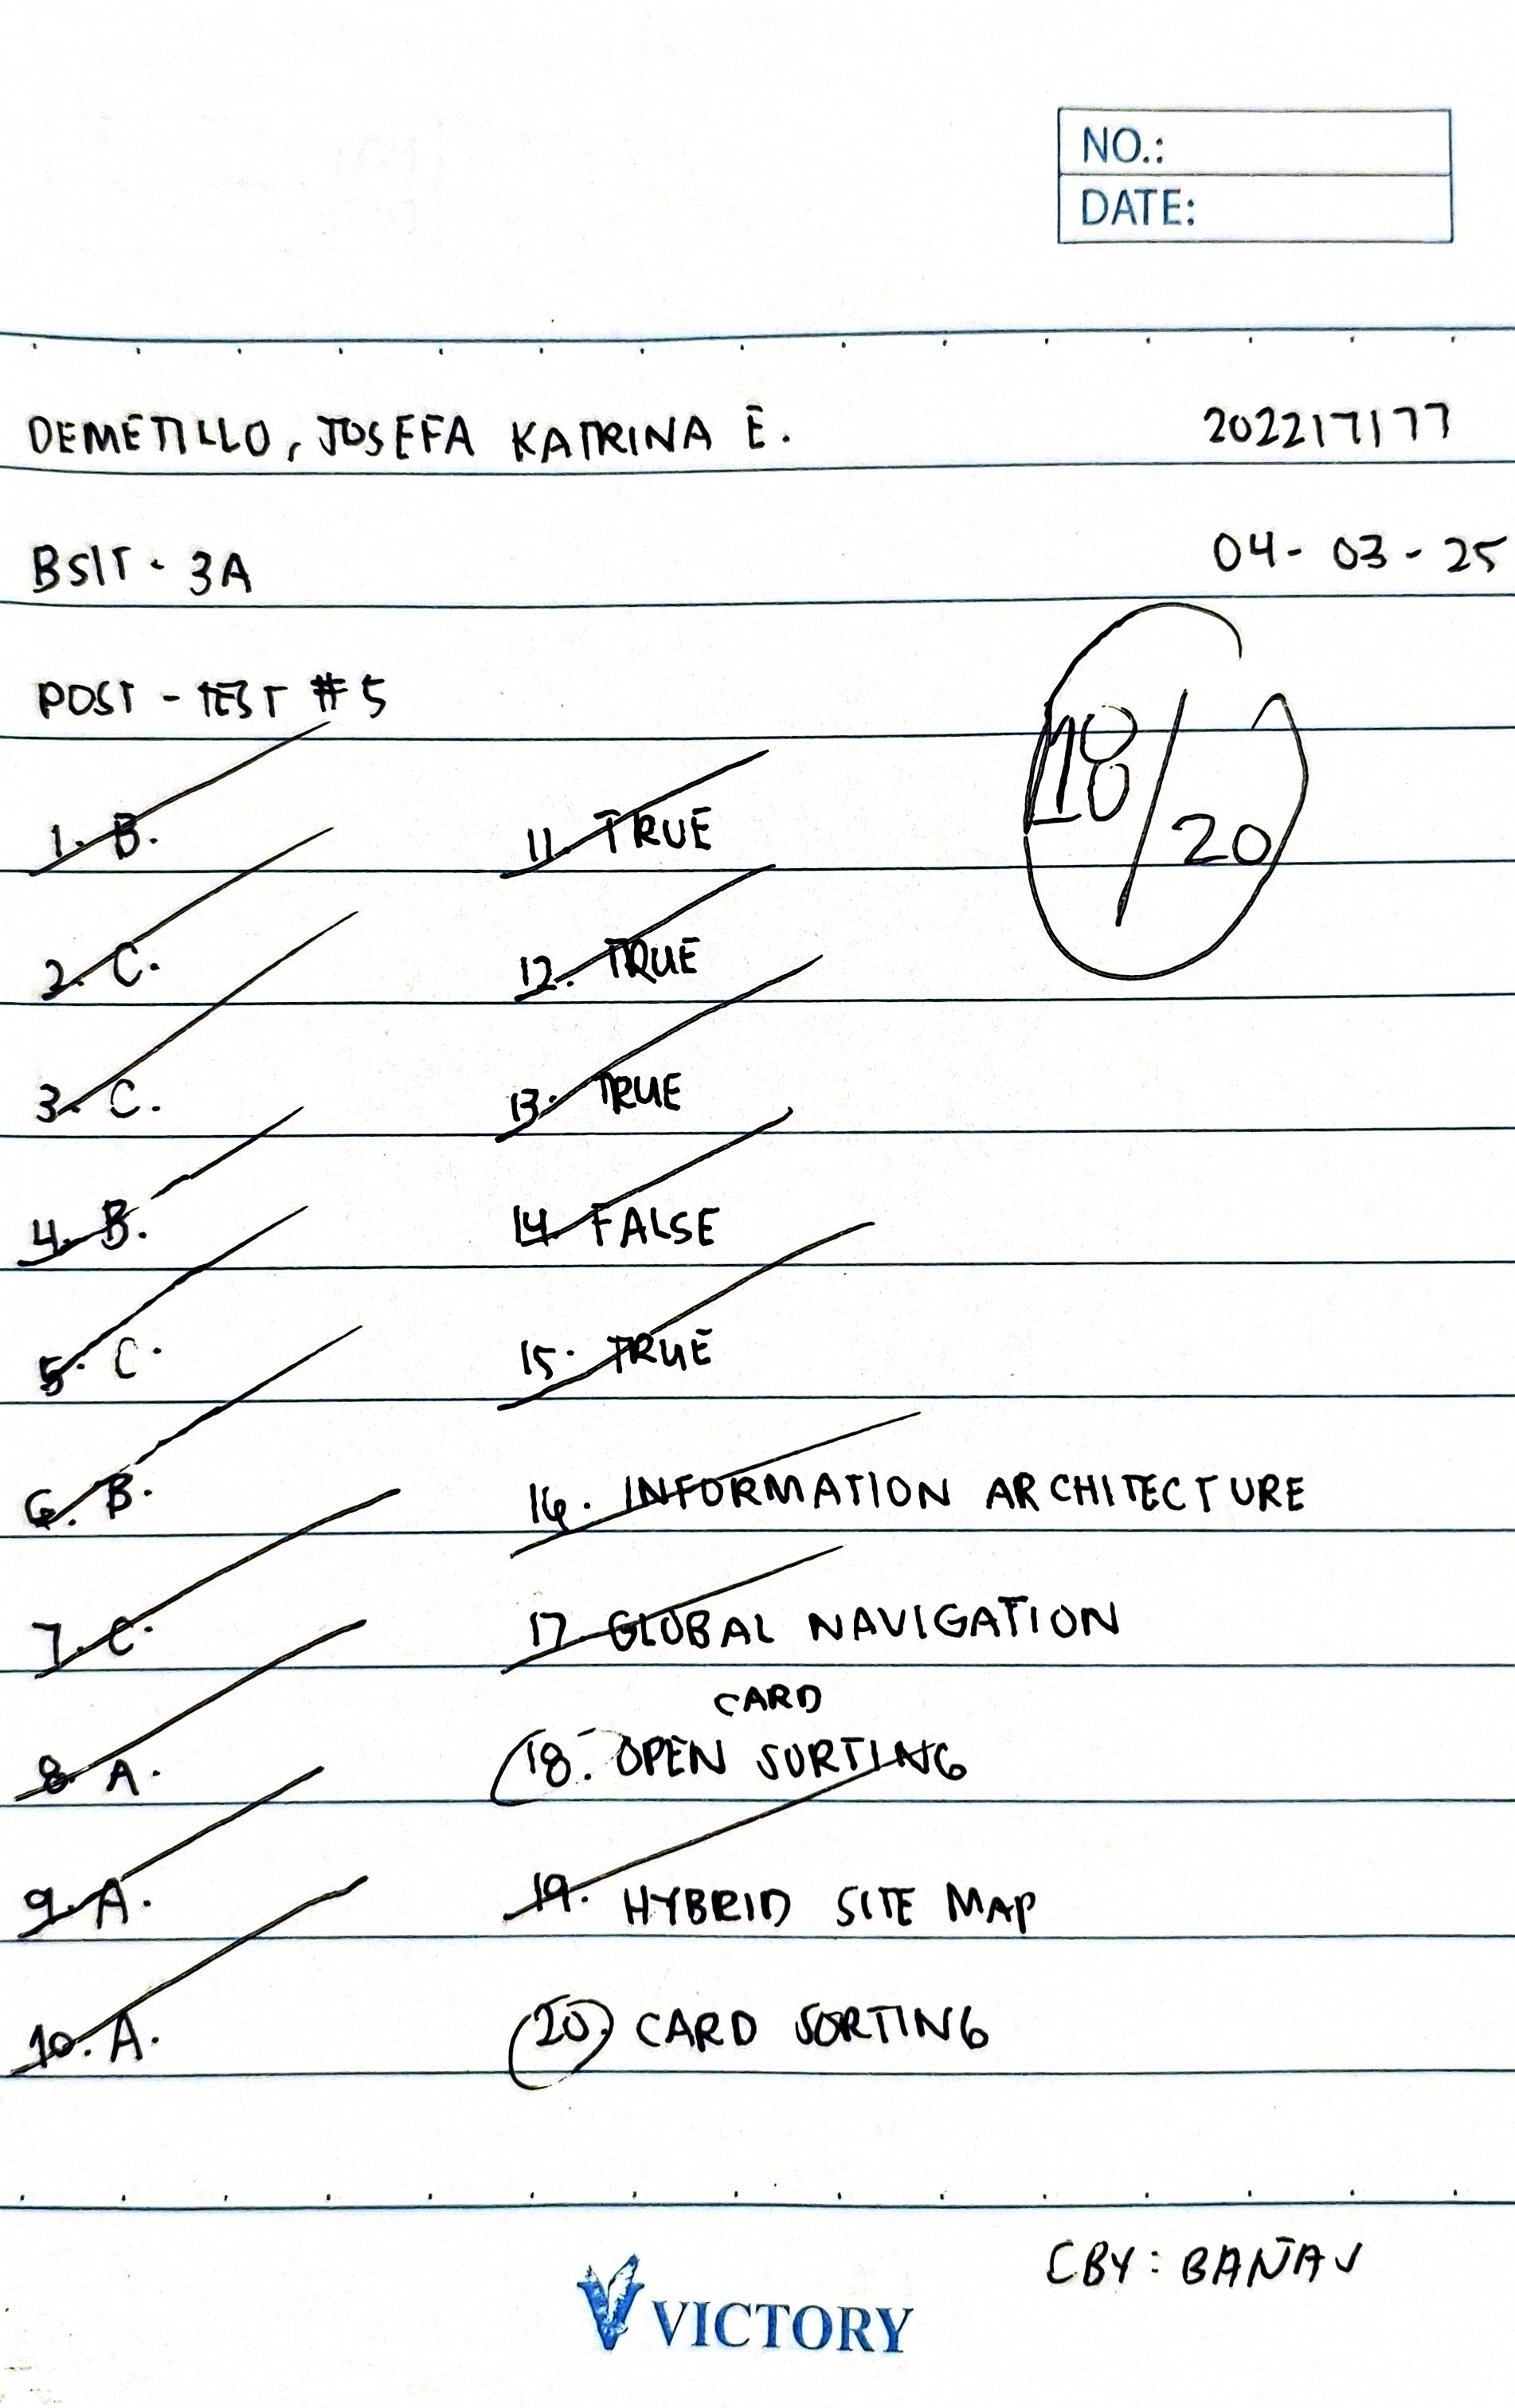 NO.:
DATE:
DEMETILLO, JOSEFA KATRINA E. 202217177
BSIT - 3A 04-03-25
POST-TEST #5
18/20
1. B. 11. TRUE
2. C. 12. TRUE
3. C. 13. TRUE
4. B. 14. FALSE
5. C. 15. TRUE
6. B. 16. INFORMATION ARCHITECTURE
7. C. 17. GLOBAL NAVIGATION
CARD
8. A. 18. OPEN SORTING
9. A. 19. HYBRID SITE MAP
10. A. 20. CARD SORTING
CBY:
VICTORY